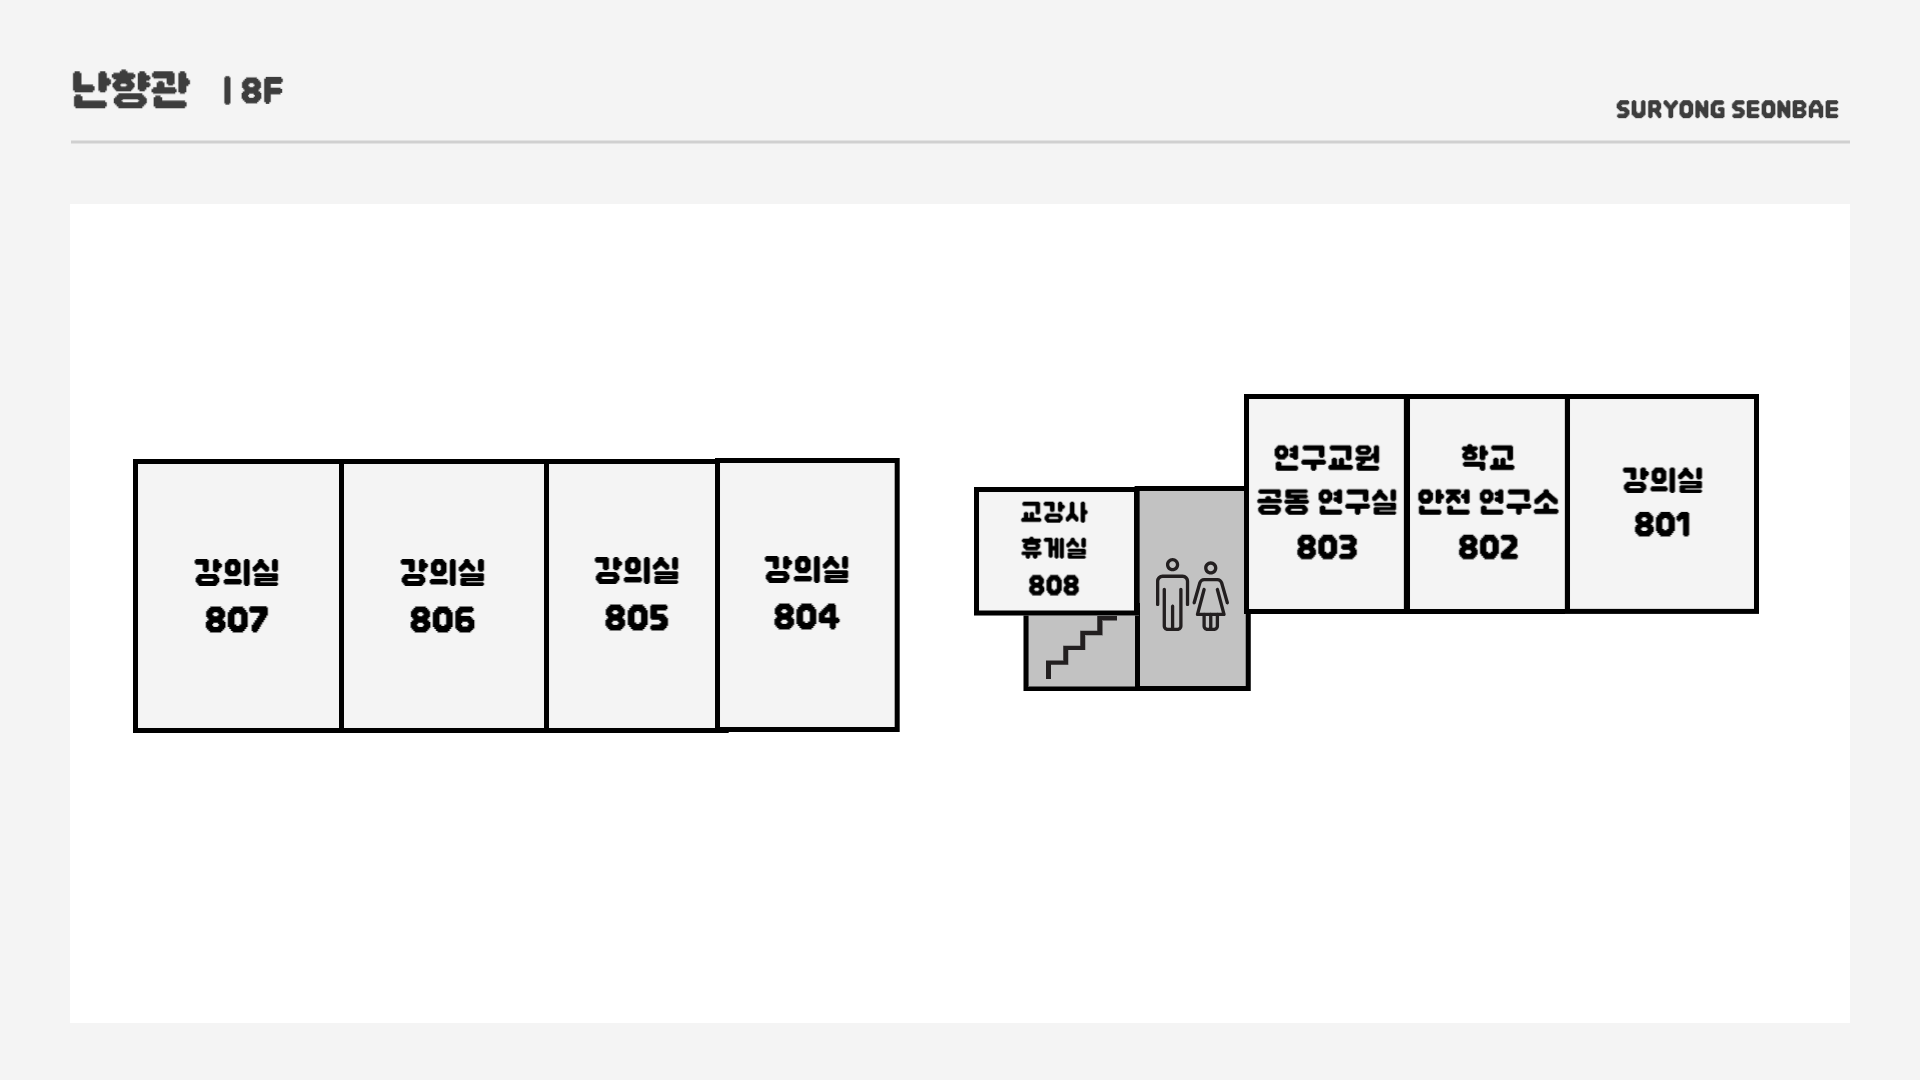 난향관 | 8F
SURYONG SEONBAE
강의실
807
강의실
806
강의실
805
강의실
804
교강사
휴게실
808
연구교원
공동 연구실
803
학교
안전 연구소
802
강의실
801